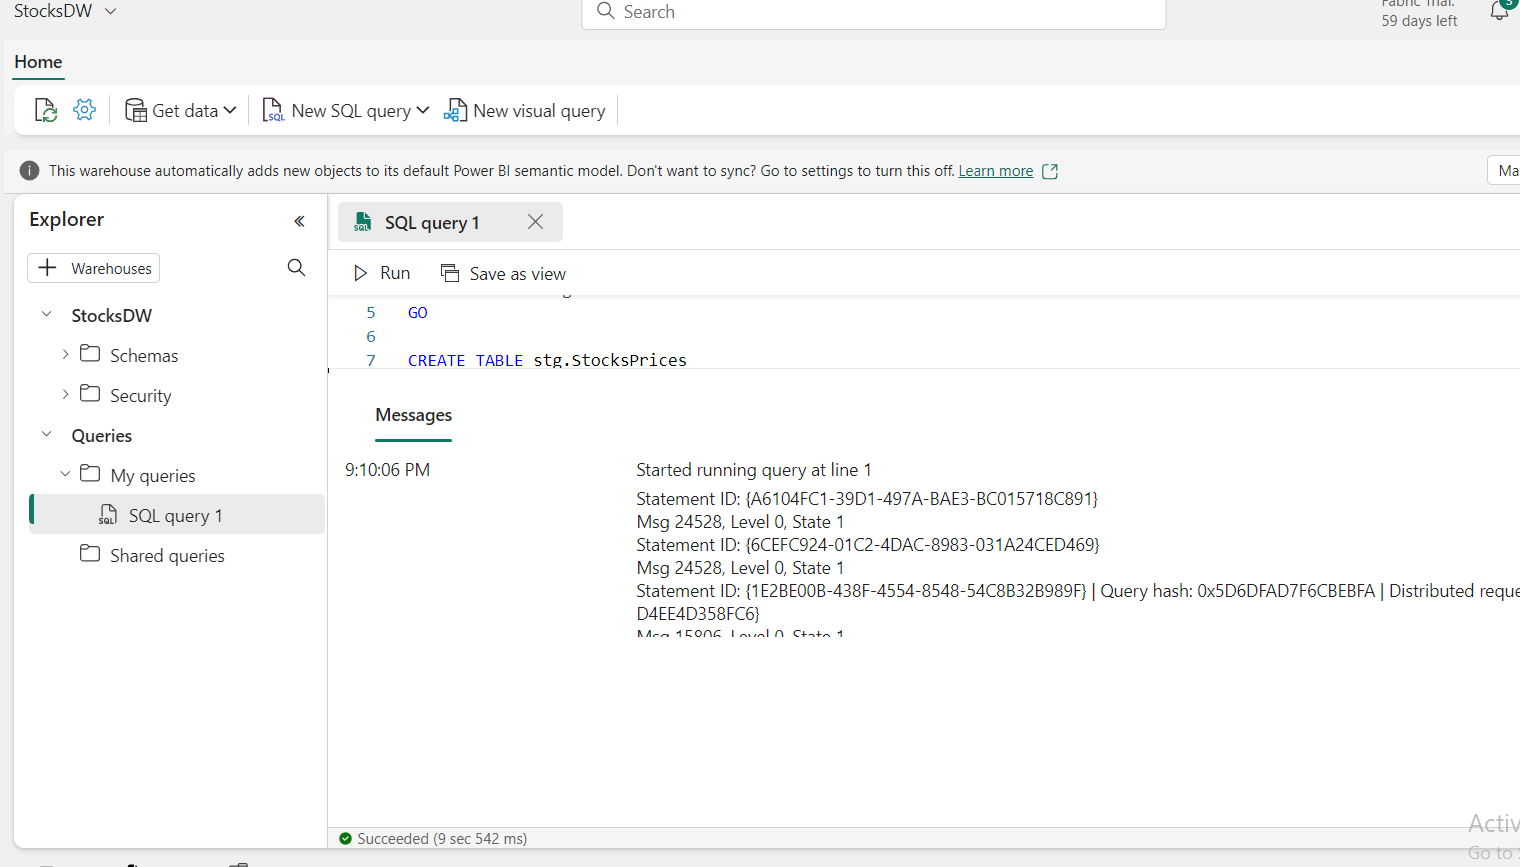 StocksDW
Search
Fabric Trial:
59 days left
3
Home
Get data
New SQL query
New visual query
This warehouse automatically adds new objects to its default Power BI semantic model. Don't want to sync? Go to settings to turn this off. Learn more
Ma
Explorer
SQL query 1
Warehouses
Run
Save as view
StocksDW
5 GO
6
Schemas
7 CREATE TABLE stg.StocksPrices
Security
Messages
Queries
My queries
9:10:06 PM
Started running query at line 1
Statement ID: {A6104FC1-39D1-497A-BAE3-BC015718C891}
SQL query 1
Msg 24528, Level 0, State 1
Statement ID: {6CEFC924-01C2-4DAC-8983-031A24CED469}
Shared queries
Msg 24528, Level 0, State 1
Statement ID: {1E2BE00B-438F-4554-8548-54C8B32B989F} | Query hash: 0x5D6DFAD7F6CBEBFA | Distributed reque
D4EE4D358FC6}
Msg 15806, Level 0, State 1
Succeeded (9 sec 542 ms)
Activ
Go to